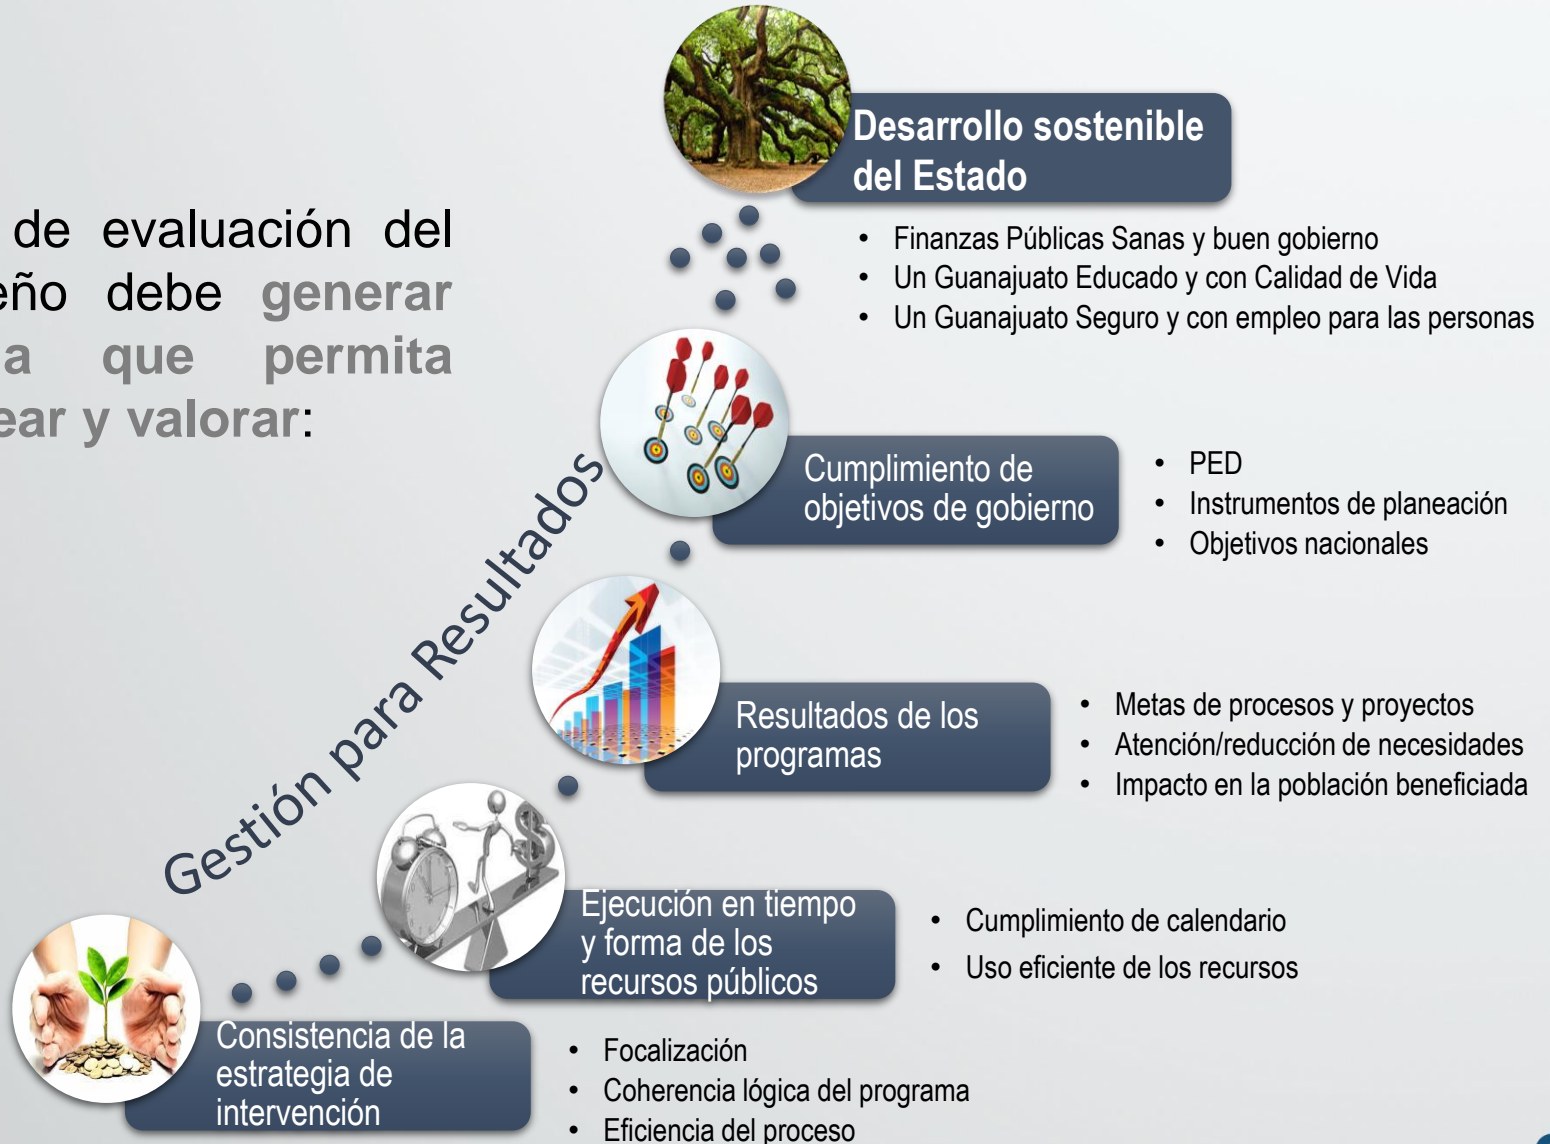 de evaluación del
debe generar
que permita
y valorar:
Gestión para Resultados
Desarrollo sostenible
del Estado
• Finanzas Públicas Sanas y buen gobierno
• Un Guanajuato Educado y con Calidad de Vida
• Un Guanajuato Seguro y con empleo para las personas
Cumplimiento de
objetivos de gobierno
• PED
• Instrumentos de planeación
• Objetivos nacionales
Resultados de los
programas
• Metas de procesos y proyectos
• Atención/reducción de necesidades
• Impacto en la población beneficiada
Ejecución en tiempo
y forma de los
recursos públicos
• Cumplimiento de calendario
• Uso eficiente de los recursos
Consistencia de la
estrategia de
intervención
• Focalización
• Coherencia lógica del programa
• Eficiencia del proceso